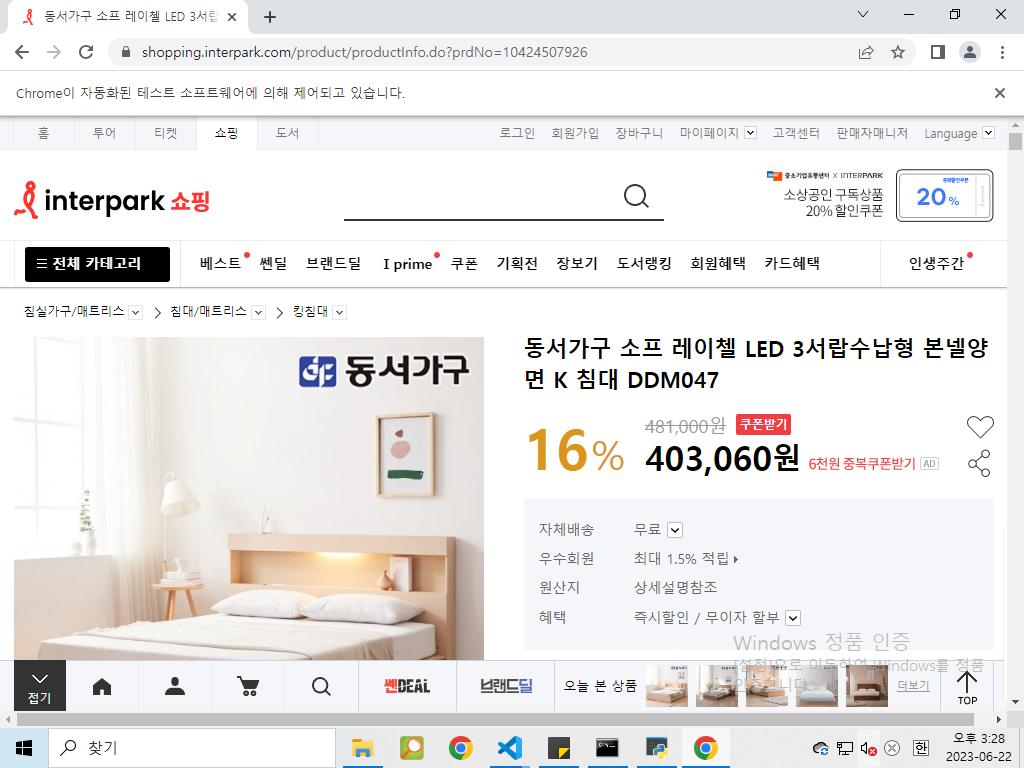 동서가구 소프 레이첼 LED 3서랍
shopping.interpark.com/product/productInfo.do?prdNo=10424507926
Chrome이 자동화된 테스트 소프트웨어에 의해 제어되고 있습니다.
홈 투어 티켓 쇼핑 도서 로그인 회원가입 장바구니 마이페이지 고객센터 판매자매니저 Language
interpark 쇼핑
중소기업유통센터 X INTERPARK
소상공인 구독상품
20% 할인쿠폰
20%
전체 카테고리 베스트 쎈딜 브랜드딜 I prime 쿠폰 기획전 장보기 도서랭킹 회원혜택 카드혜택 인생주간
침실가구/매트리스 침대/매트리스 킹침대
동서가구
동서가구 소프 레이첼 LED 3서랍수납형 본넬양
면 K 침대 DDM047
16%
481,000원 쿠폰받기
403,060원 6천원 중복쿠폰받기 AD
자체배송 무료
우수회원 최대 1.5% 적립
원산지 상세설명참조
혜택 즉시할인 / 무이자 할부
Windows 정품 인증
[설정]으로 이동하여 Windows를 정품
접기
쎈DEAL
브랜드딜
오늘 본 상품
더보기
TOP
찾기
한
오후 3:28
2023-06-22